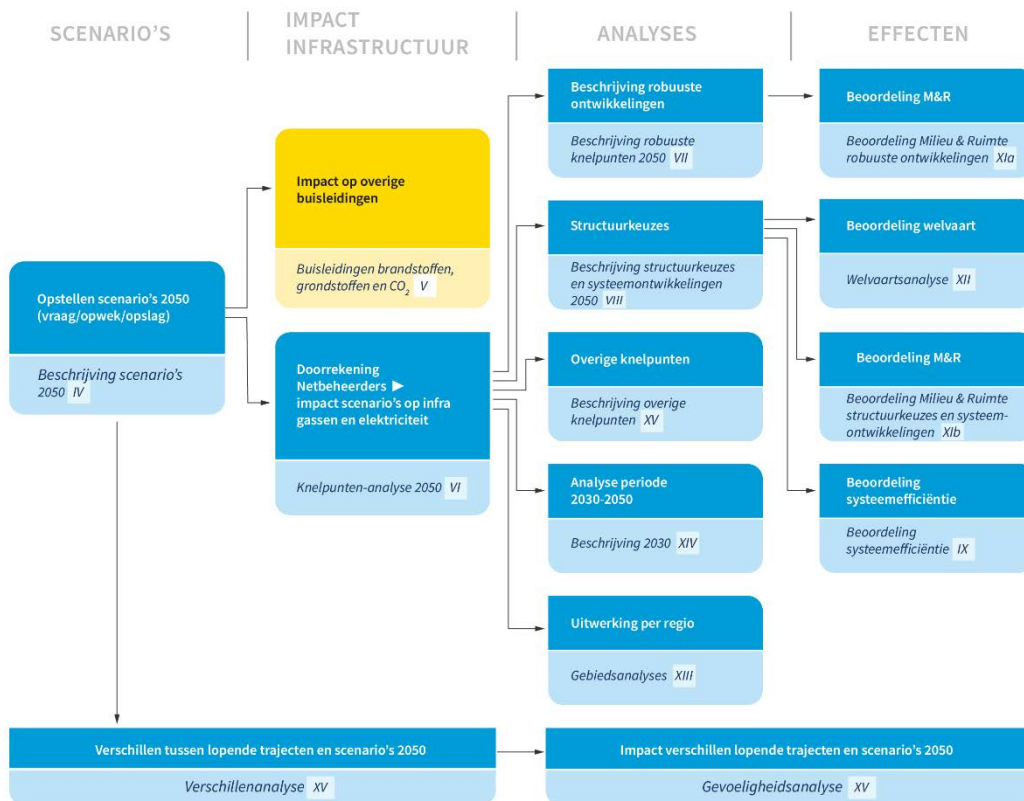 SCENARIO'S
IMPACT
INFRASTRUCTUUR
ANALYSES
EFFECTEN
Opstellen scenario's 2050
(vraag/opwek/opslag)
Beschrijving scenario's
2050 IV
Impact op overige
buisleidingen
Buisleidingen brandstoffen,
grondstoffen en CO₂ V
Doorrekening
Netbeheerders ▶
impact scenario's op infra
gassen en elektriciteit
Knelpunten-analyse 2050 VI
Beschrijving robuuste
ontwikkelingen
Beschrijving robuuste
knelpunten 2050 VII
Structuurkeuzes
Beschrijving structuurkeuzes
en systeemontwikkelingen
2050 VIII
Overige knelpunten
Beschrijving overige
knelpunten XV
Analyse periode
2030-2050
Beschrijving 2030 XIV
Uitwerking per regio
Gebiedsanalyses XIII
Beoordeling M&R
Beoordeling Milieu & Ruimte
robuuste ontwikkelingen XIa
Beoordeling welvaart
Welvaartsanalyse XII
Beoordeling M&R
Beoordeling Milieu & Ruimte
structuurkeuzes en systeem-
ontwikkelingen XIb
Beoordeling
systeemefficiëntie
Beoordeling
systeemefficiëntie IX
Verschillen tussen lopende trajecten en scenario's 2050
Verschillenanalyse XV
Impact verschillen lopende trajecten en scenario's 2050
Gevoeligheidsanalyse XV